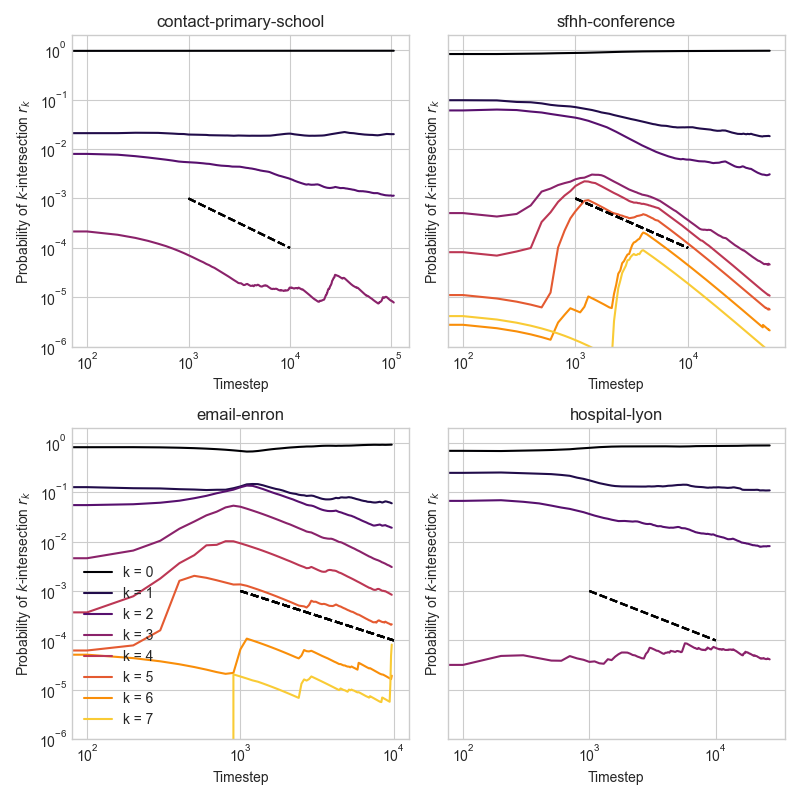 contact-primary-school
Probability of k-intersection r_k
10^0
10^−1
10^−2
10^−3
10^−4
10^−5
10^−6
10^2
10^3
10^4
10^5
Timestep
sfhh-conference
Probability of k-intersection r_k
10^2
10^3
10^4
Timestep
email-enron
Probability of k-intersection r_k
10^0
10^−1
10^−2
10^−3
10^−4
10^−5
10^−6
k = 0
k = 1
k = 2
k = 3
k = 4
k = 5
k = 6
k = 7
10^2
10^3
10^4
Timestep
hospital-lyon
Probability of k-intersection r_k
10^2
10^3
10^4
Timestep